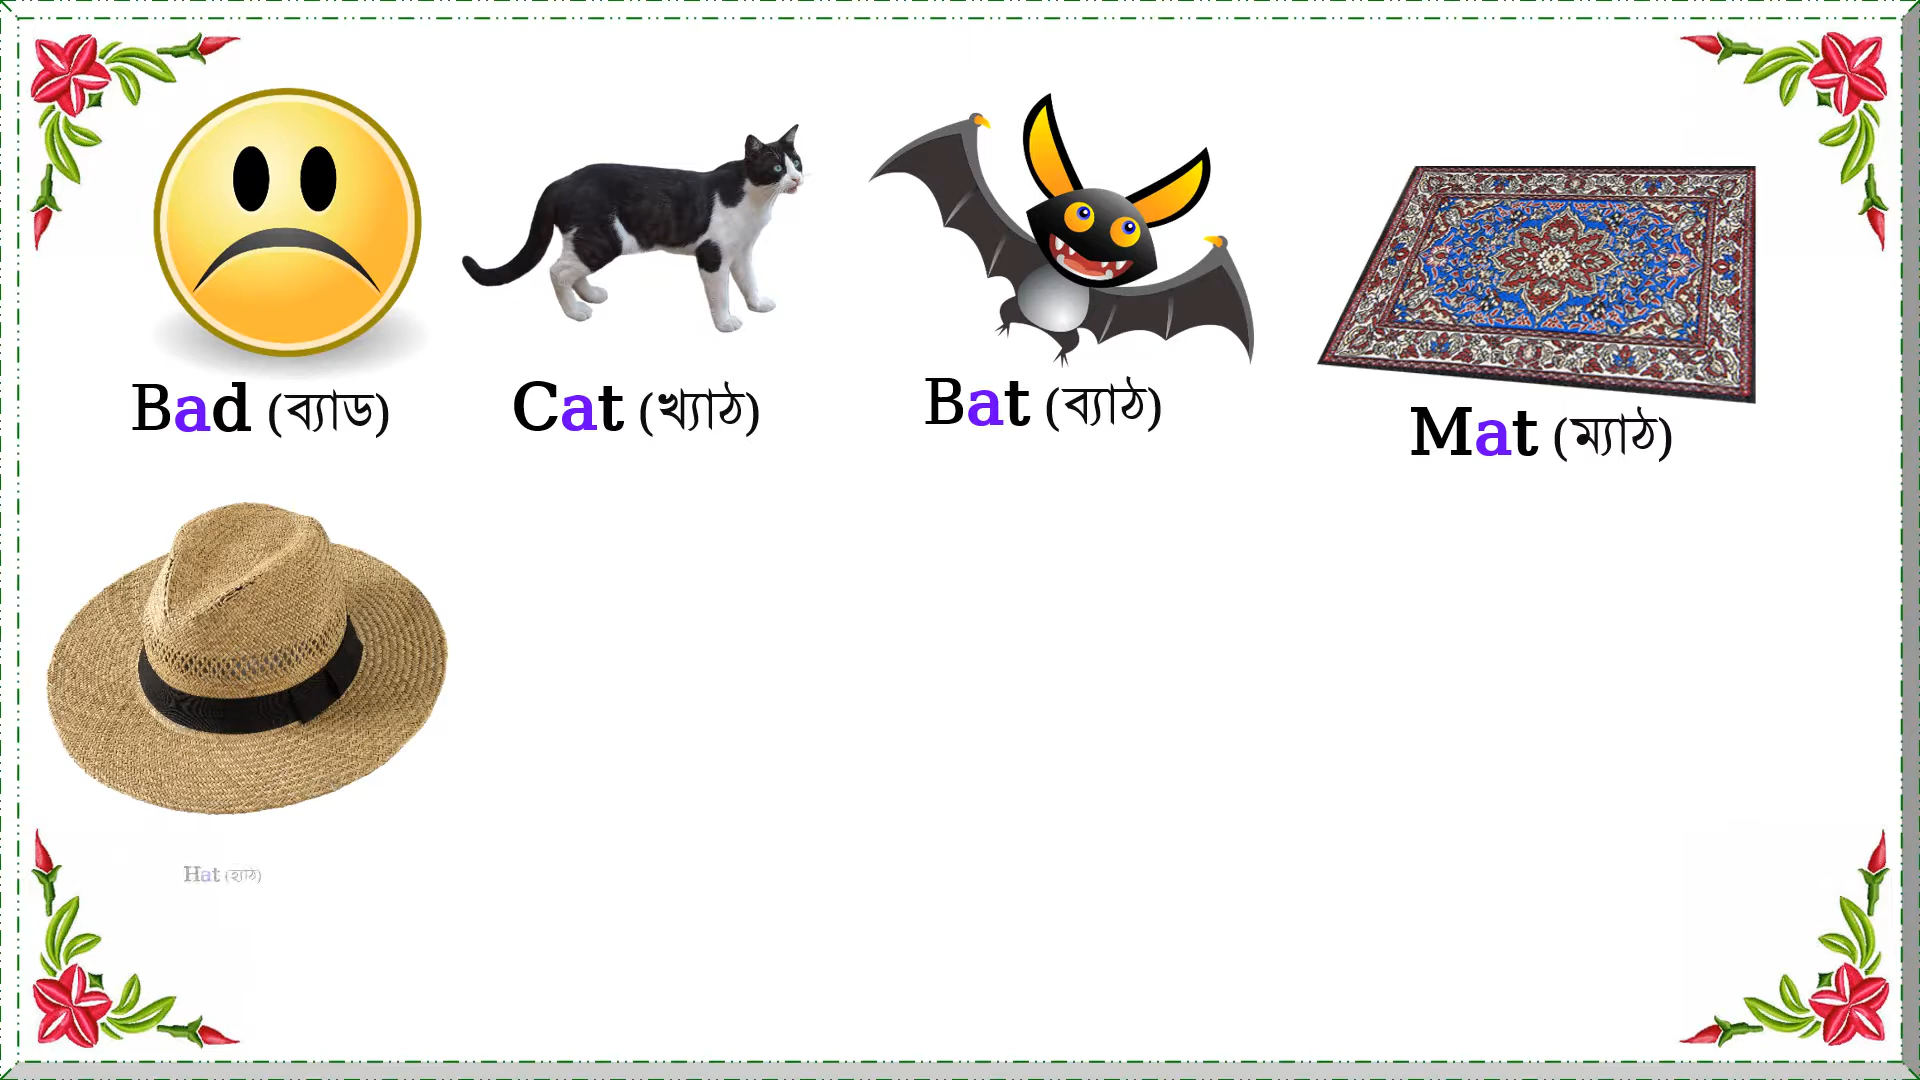 Bad (ব্যাড)
Cat (খ্যাঠ)
Bat (ব্যাঠ)
Mat (ম্যাঠ)
Hat (হ্যাঠ)